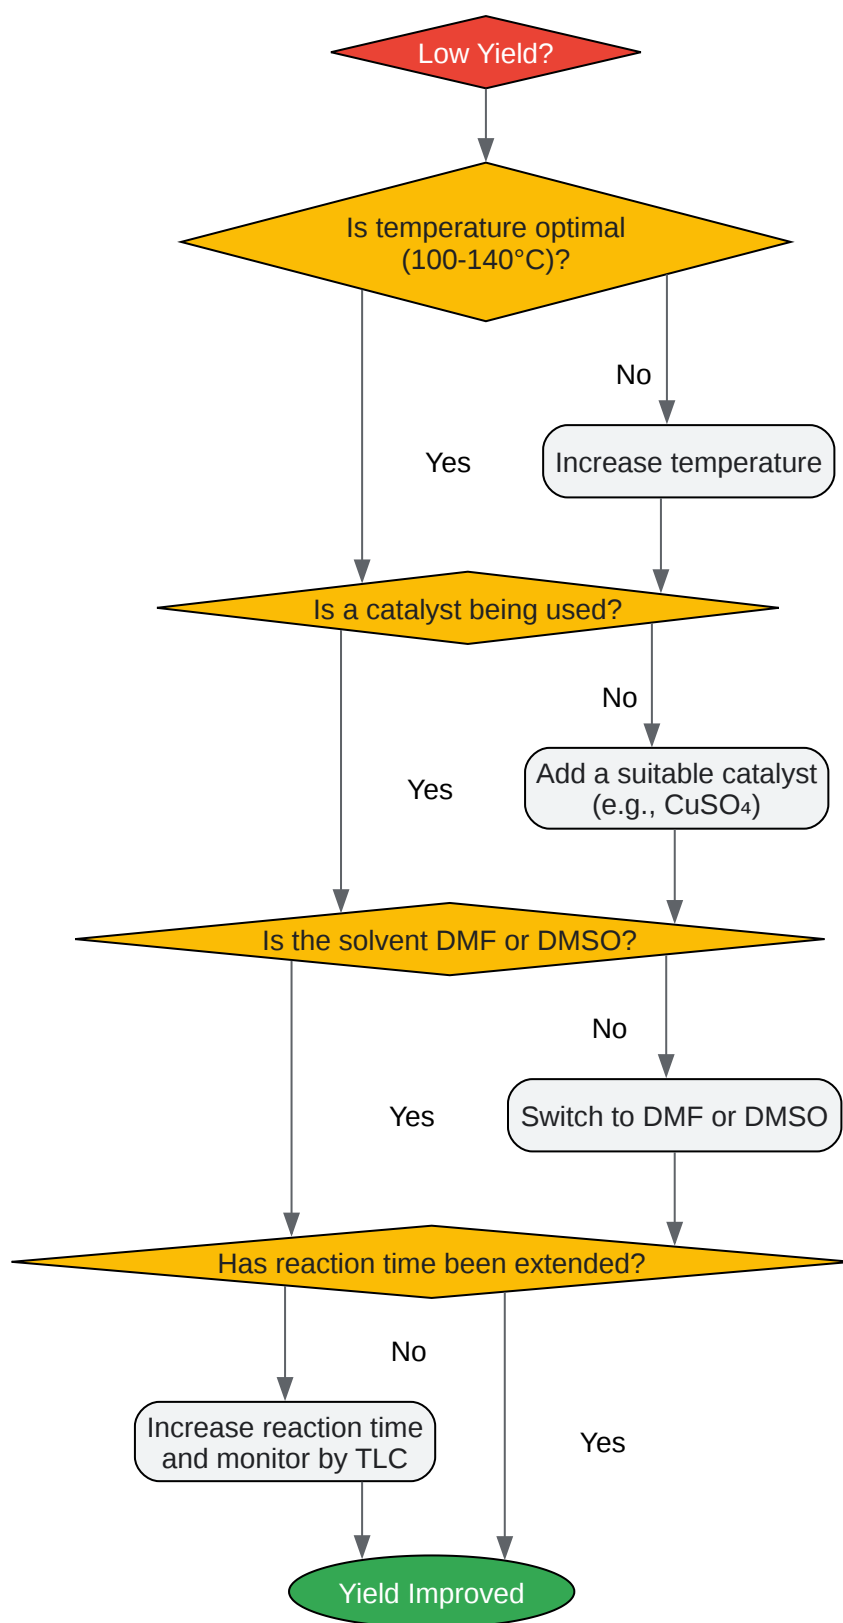 Low Yield?
Is temperature optimal
(100-140°C)?
No
Yes
Increase temperature
Is a catalyst being used?
No
Yes
Add a suitable catalyst
(e.g., CuSO₄)
Is the solvent DMF or DMSO?
No
Yes
Switch to DMF or DMSO
Has reaction time been extended?
No
Increase reaction time
and monitor by TLC
Yes
Yield Improved